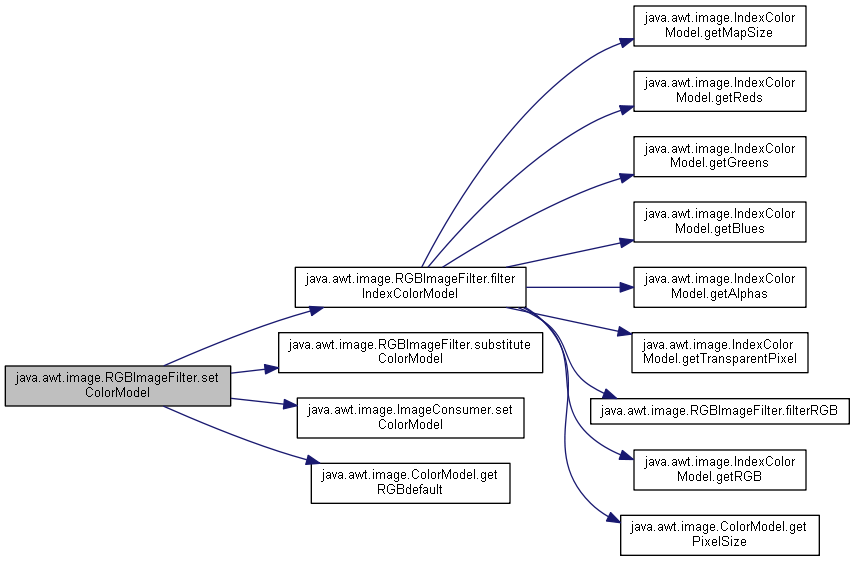 java.awt.image.RGBImageFilter.set
ColorModel
java.awt.image.RGBImageFilter.filter
IndexColorModel
java.awt.image.RGBImageFilter.substitute
ColorModel
java.awt.image.ImageConsumer.set
ColorModel
java.awt.image.ColorModel.get
RGBdefault
java.awt.image.IndexColor
Model.getMapSize
java.awt.image.IndexColor
Model.getReds
java.awt.image.IndexColor
Model.getGreens
java.awt.image.IndexColor
Model.getBlues
java.awt.image.IndexColor
Model.getAlphas
java.awt.image.IndexColor
Model.getTransparentPixel
java.awt.image.RGBImageFilter.filterRGB
java.awt.image.IndexColor
Model.getRGB
java.awt.image.ColorModel.get
PixelSize